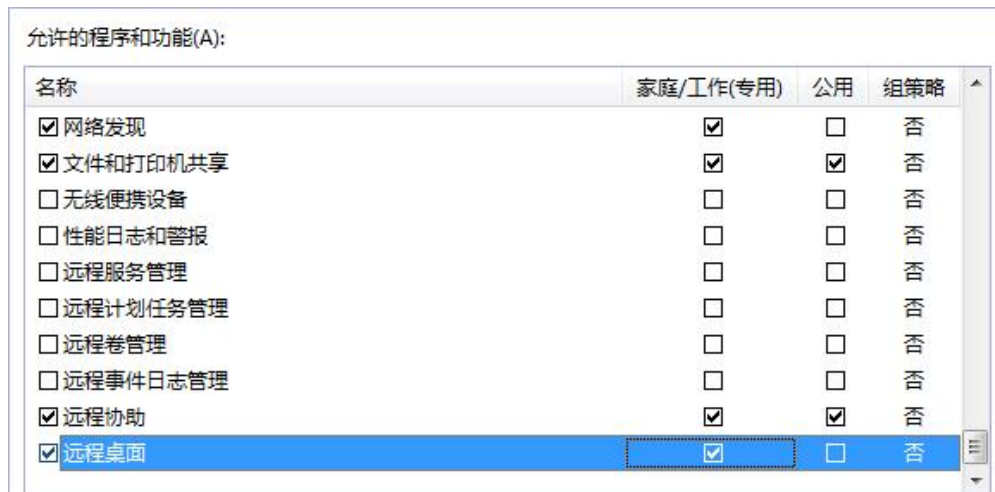 允许的程序和功能(A):
名称 家庭/工作(专用) 公用 组策略
网络发现 否
文件和打印机共享 否
无线便携设备 否
性能日志和警报 否
远程服务管理 否
远程计划任务管理 否
远程卷管理 否
远程事件日志管理 否
远程协助 否
远程桌面 否